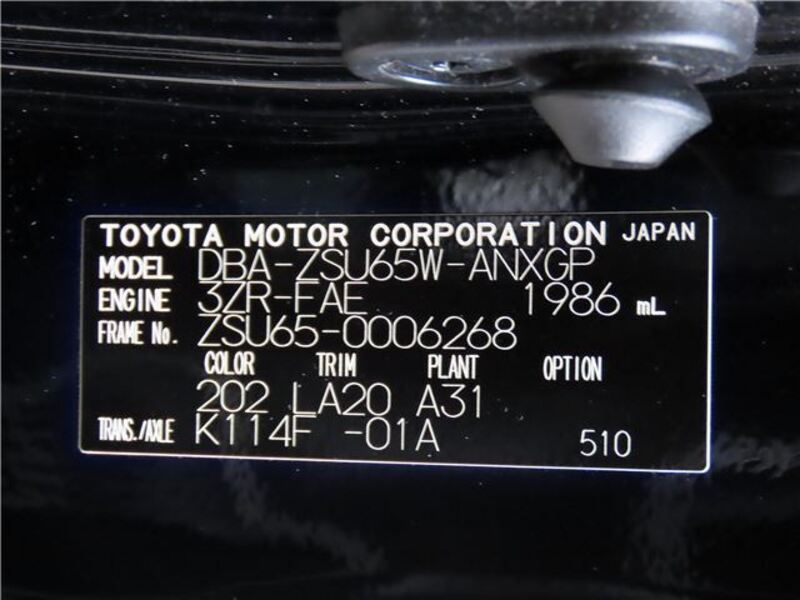 TOYOTA MOTOR CORPORATION JAPAN
MODEL DBA-ZSU65W-ANXGP
ENGINE 3ZR-FAE 1986 mL
FRAME No. ZSU65-0006268
COLOR TRIM PLANT OPTION
202 LA20 A31
TRANS./AXLE K114F -01A 510